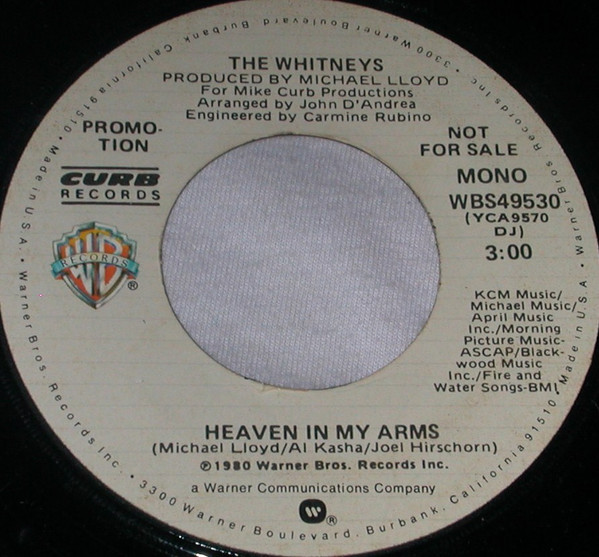 THE WHITNEYS
PRODUCED BY MICHAEL LLOYD
For Mike Curb Productions
Arranged by John D'Andrea
Engineered by Carmine Rubino
PROMO-
TION
CURB
RECORDS
WB
RECORDS
®
NOT
FOR SALE
MONO
WBS49530
(YCA9570
DJ)
3:00
KCM Music/
Michael Music/
April Music
Inc./Morning
Picture Music-
ASCAP/Black-
wood Music
Inc./Fire and
Water Songs-BMI
HEAVEN IN MY ARMS
(Michael Lloyd/Al Kasha/Joel Hirschorn)
℗1980 Warner Bros. Records Inc.
a Warner Communications Company
®
Warner Bros. Records Inc. • 3300 Warner Boulevard, Burbank, California 91510 • Made in U.S.A. •
Warner Bros. Records Inc. • 3300 Warner Boulevard, Burbank, California 91510 • Made in U.S.A. •